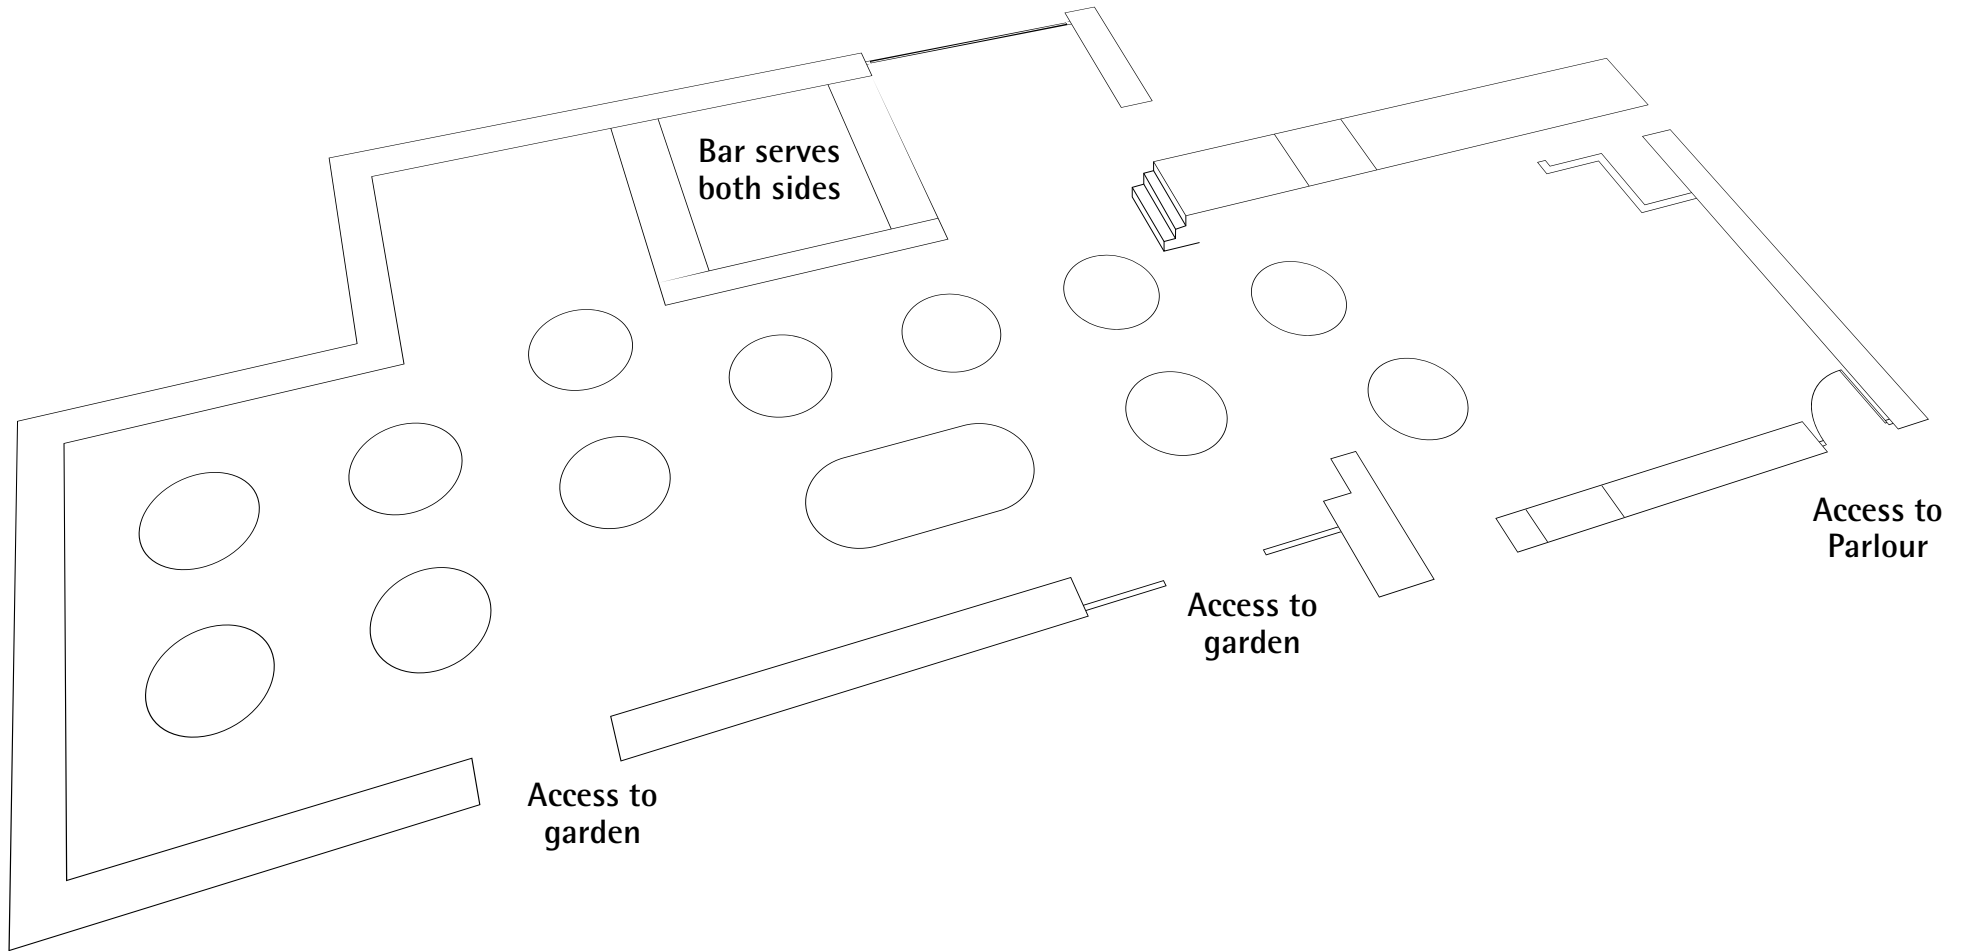 Bar serves
both sides
Access to
Parlour
Access to
garden
Access to
garden